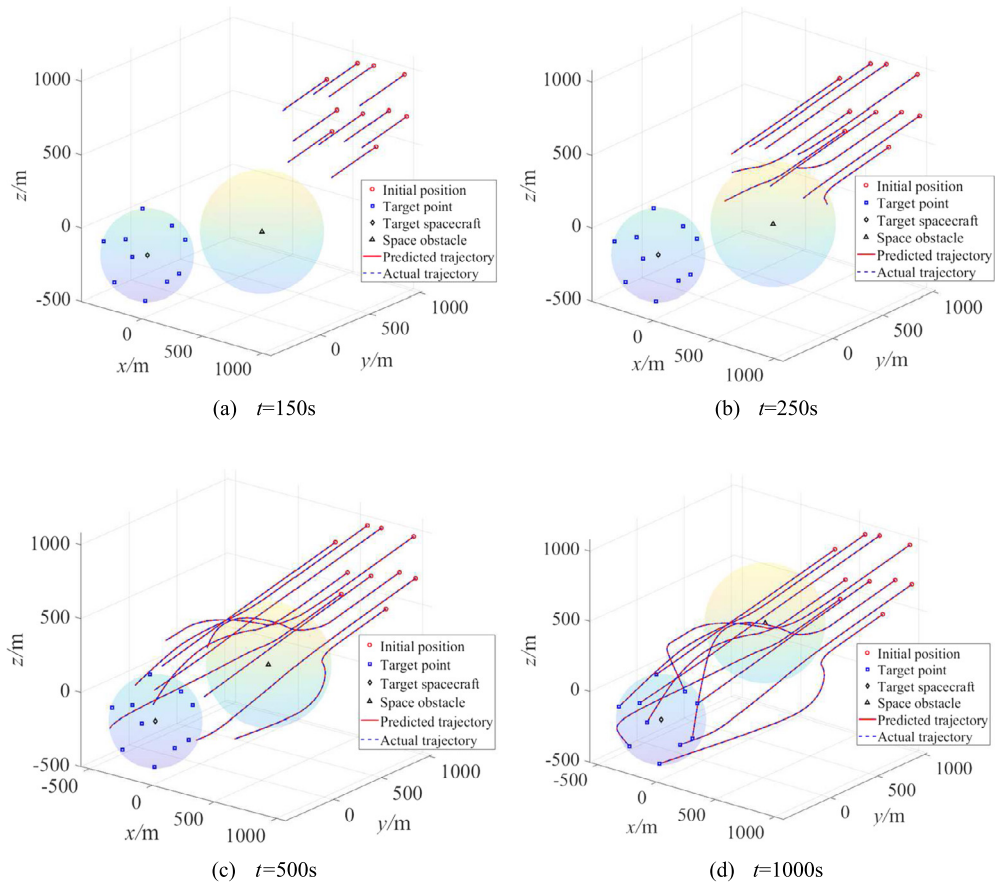 1000
500
0
-500
z/m
0
500
1000
x/m
0
500
1000
y/m
Initial position
Target point
Target spacecraft
Space obstacle
Predicted trajectory
Actual trajectory
(a) t=150s
1000
500
0
-500
z/m
0
500
1000
x/m
0
500
1000
y/m
Initial position
Target point
Target spacecraft
Space obstacle
Predicted trajectory
Actual trajectory
(b) t=250s
1000
500
0
-500
z/m
-500
0
500
1000
x/m
0
500
1000
y/m
Initial position
Target point
Target spacecraft
Space obstacle
Predicted trajectory
Actual trajectory
(c) t=500s
1000
500
0
-500
z/m
-500
0
500
1000
x/m
0
500
1000
y/m
Initial position
Target point
Target spacecraft
Space obstacle
Predicted trajectory
Actual trajectory
(d) t=1000s